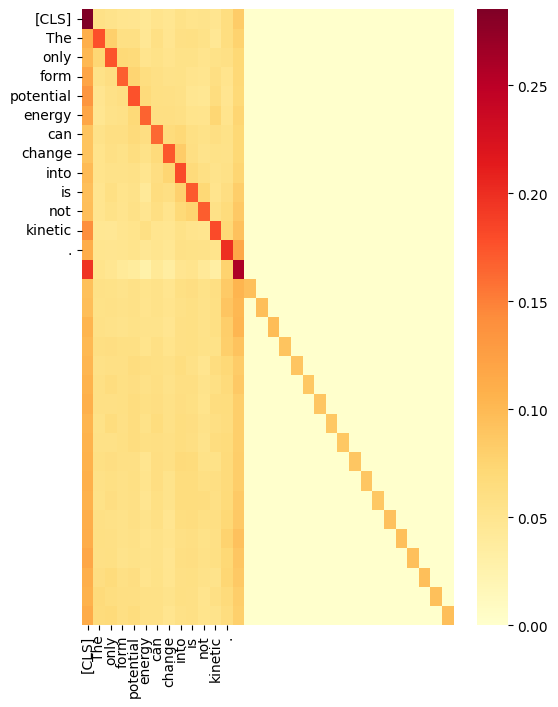 [CLS]
The
only
form
potential
energy
can
change
into
is
not
kinetic
.
0.25
0.20
0.15
0.10
0.05
0.00
[CLS]
The
only
form
potential
energy
can
change
into
is
not
kinetic
.